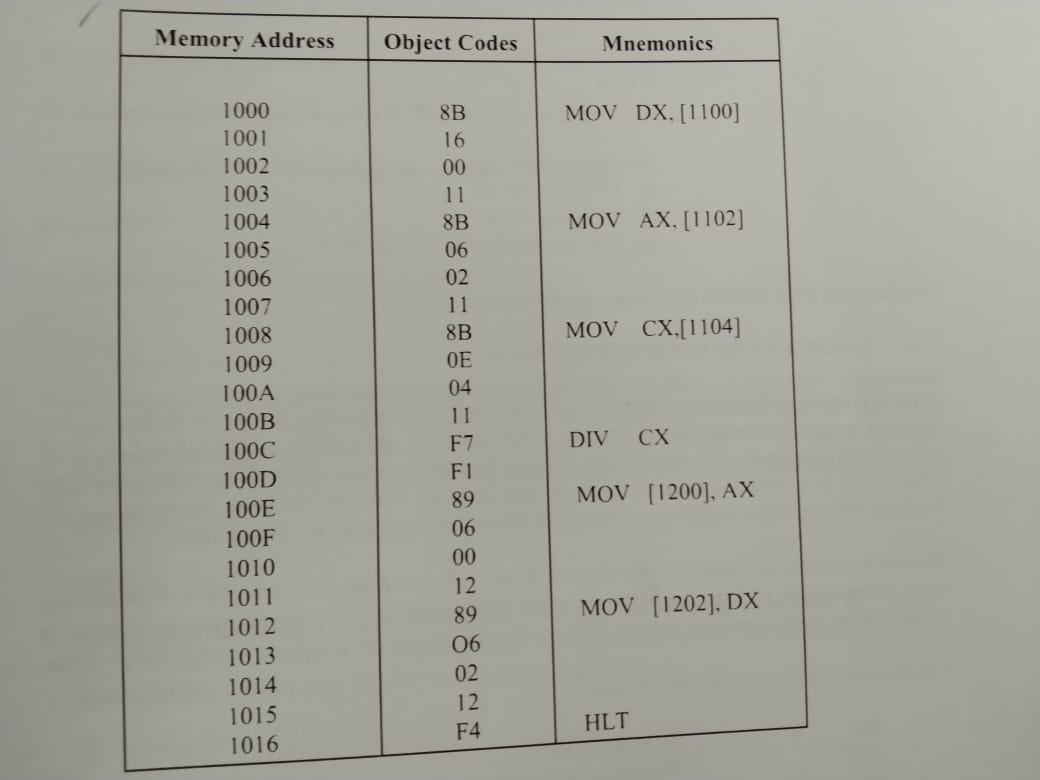 Memory Address Object Codes Mnemonics
1000 8B MOV DX, [1100]
1001 16
1002 00
1003 11
1004 8B MOV AX, [1102]
1005 06
1006 02
1007 11
1008 8B MOV CX,[1104]
1009 0E
100A 04
100B 11
100C F7 DIV CX
100D F1
100E 89 MOV [1200], AX
100F 06
1010 00
1011 12
1012 89 MOV [1202], DX
1013 O6
1014 02
1015 12
1016 F4 HLT